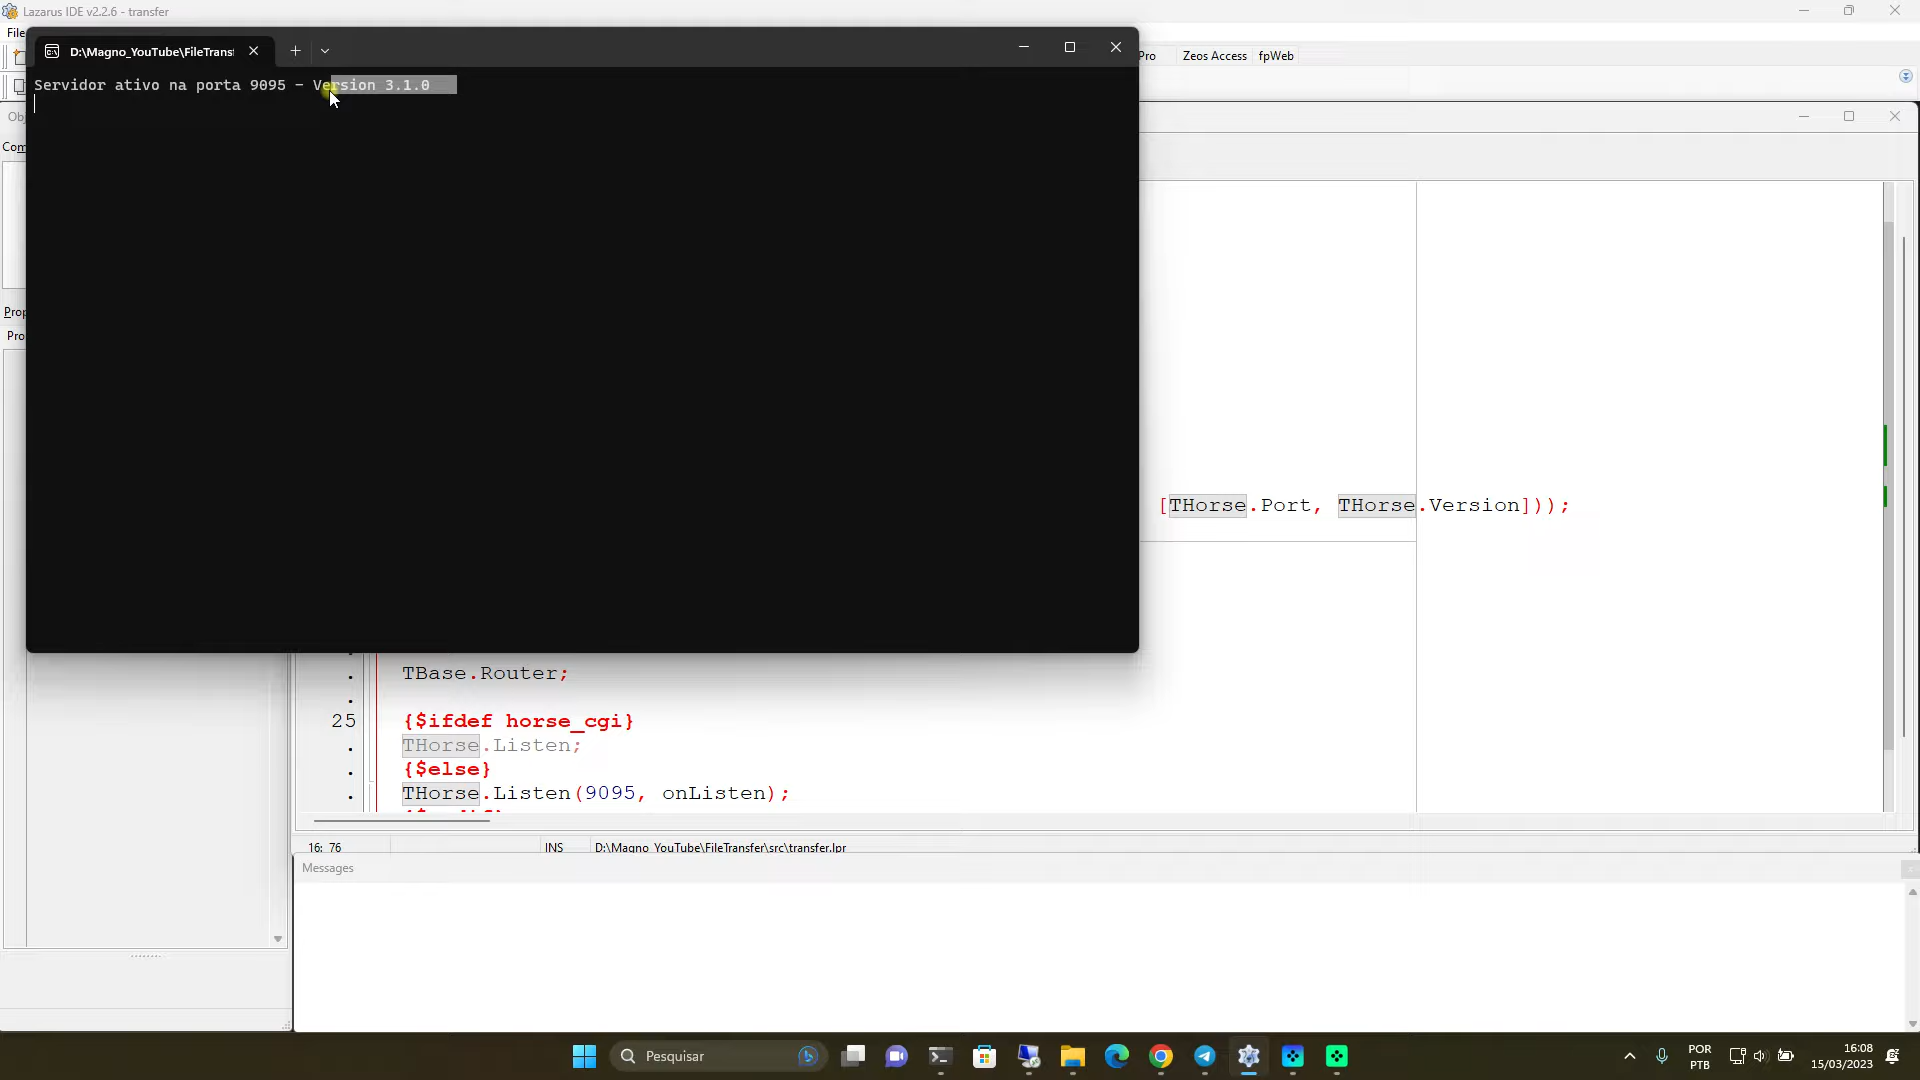 Lazarus IDE v2.2.6 - transfer
File
D:\Magno_YouTube\FileTrans
Pro
Zeos Access
fpWeb
Servidor ativo na porta 9095 - Version 3.1.0
[THorse.Port, THorse.Version]));
TBase.Router;
25 {$ifdef horse_cgi}
THorse.Listen;
{$else}
THorse.Listen(9095, onListen);
16: 76
INS
D:\Magno_YouTube\FileTransfer\src\transfer.lpr
Messages
Pesquisar
POR
PTB
16:08
15/03/2023